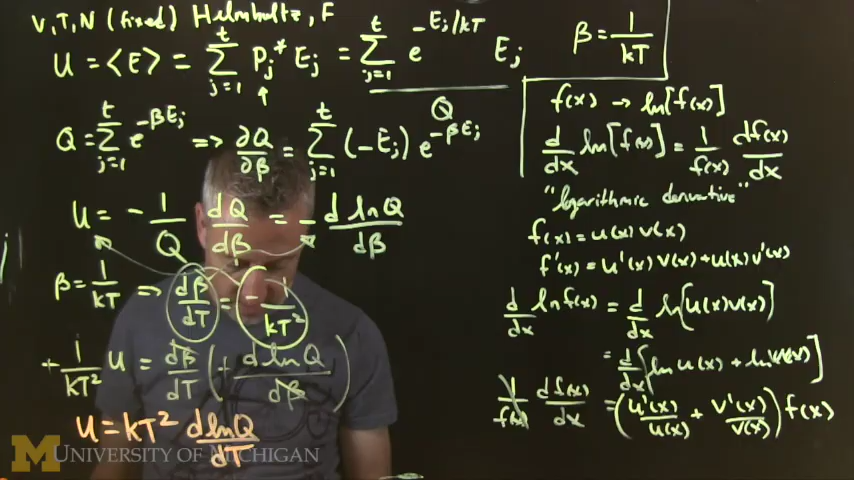 V,T,N (fixed) Helmholtz, F
U = <E> = Σ_{j=1}^{t} P_j* E_j = Σ_{j=1}^{t} e^{-E_j/kT} E_j / Q
Q = Σ_{j=1}^{t} e^{-βE_j} => ∂Q/∂β = Σ_{j=1}^{t} (-E_j) e^{-βE_j}
U = - 1/Q dQ/dβ = - d lnQ/dβ
β = 1/kT => dβ/dT = - 1/kT²
+ 1/kT² U = dβ/dT (+ d lnQ/dβ)
U = kT² dlnQ/dT
β = 1/kT
f(x) → ln[f(x)]
d/dx ln[f(x)] = 1/f(x) df(x)/dx
"logarithmic derivative"
f(x) = u(x) v(x)
f'(x) = u'(x) v(x) + u(x) v'(x)
d/dx ln f(x) = d/dx ln[u(x)v(x)]
= d/dx [ln u(x) + ln v(x)]
1/f(x) df(x)/dx = (u'(x)/u(x) + v'(x)/v(x)) f(x)
M UNIVERSITY OF MICHIGAN